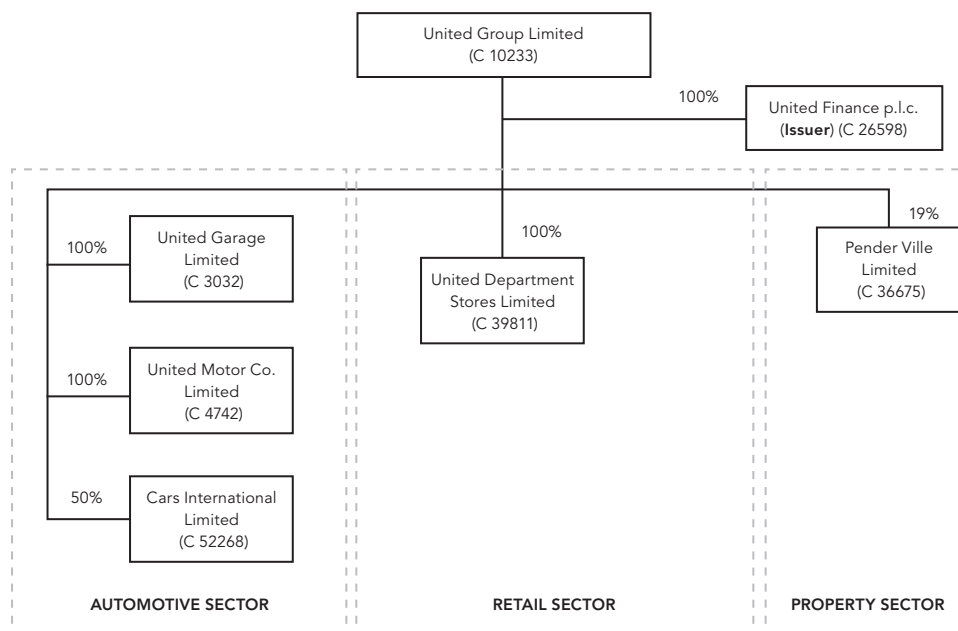 United Group Limited
(C 10233)
100%
United Finance p.l.c.
(Issuer) (C 26598)
100%
United Garage
Limited
(C 3032)
100%
United Motor Co.
Limited
(C 4742)
50%
Cars International
Limited
(C 52268)
AUTOMOTIVE SECTOR
100%
United Department
Stores Limited
(C 39811)
RETAIL SECTOR
19%
Pender Ville
Limited
(C 36675)
PROPERTY SECTOR